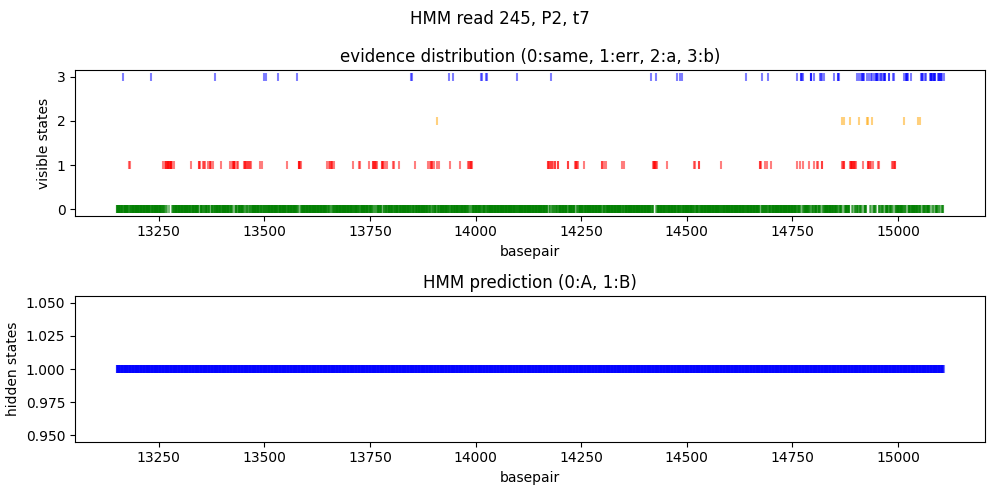 HMM read 245, P2, t7
evidence distribution (0:same, 1:err, 2:a, 3:b)
visible states
3
2
1
0
13250 13500 13750 14000 14250 14500 14750 15000
basepair
HMM prediction (0:A, 1:B)
hidden states
1.050
1.025
1.000
0.975
0.950
13250 13500 13750 14000 14250 14500 14750 15000
basepair